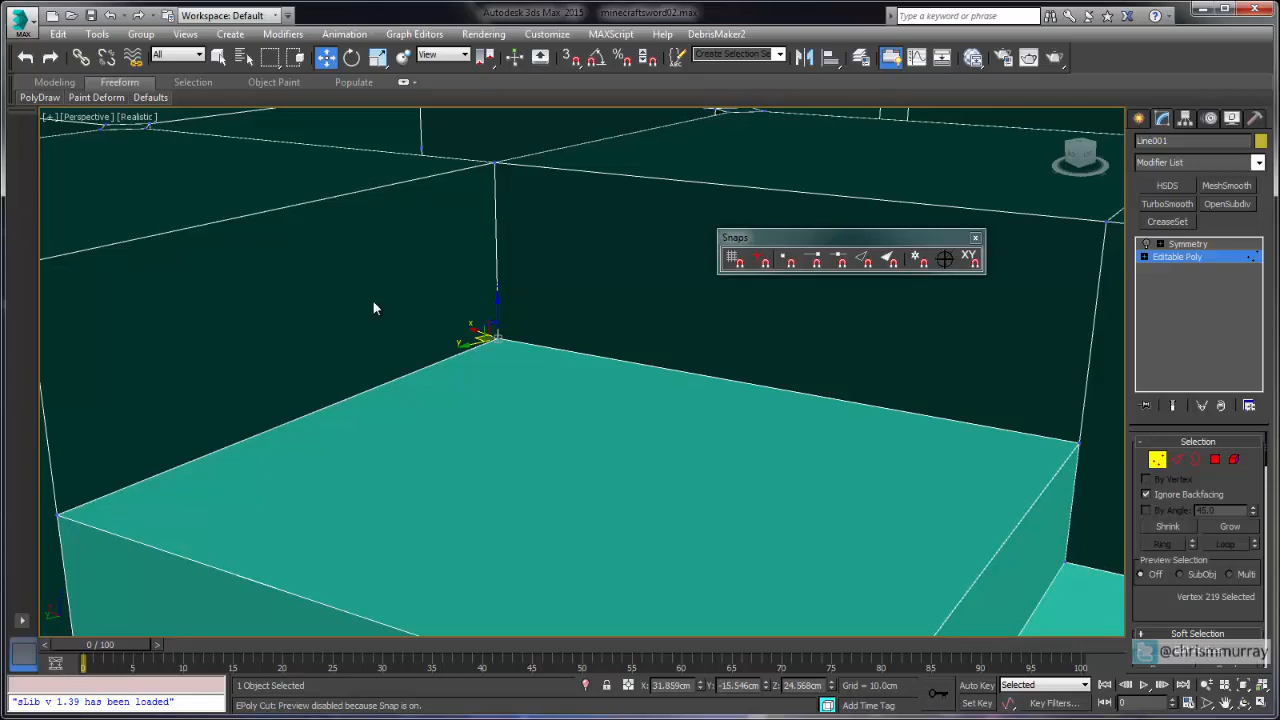 MAX
Workspace: Default
Autodesk 3ds Max 2015    minecraftsword02.max
Type a keyword or phrase
Edit Tools Group Views Create Modifiers Animation Graph Editors Rendering Customize MAXScript Help DebrisMaker2
All
View
3
Create Selection Se
Modeling Freeform Selection Object Paint Populate
PolyDraw Paint Deform Defaults
[+][Perspective][Realistic]
Line001
Modifier List
HSDS MeshSmooth
TurboSmooth OpenSubdiv
CreaseSet
Snaps
XY
Symmetry
Editable Poly
x
Y
Selection
By Vertex
Ignore Backfacing
By Angle: 45.0
Shrink Grow
Ring Loop
Preview Selection
Off SubObj Multi
Vertex 219 Selected
Soft Selection
@chrismmurray
0 / 100
0 5 10 15 20 25 30 35 40 45 50 55 60 65 70 75 80 85 90 95 100
1 Object Selected
X: 31.859cm Y: -15.546cm Z: 24.568cm Grid = 10.0cm
Auto Key Selected
"sLib v 1.39 has been loaded"
EPoly Cut: Preview disabled because Snap is on.
Add Time Tag
Set Key Key Filters...
0